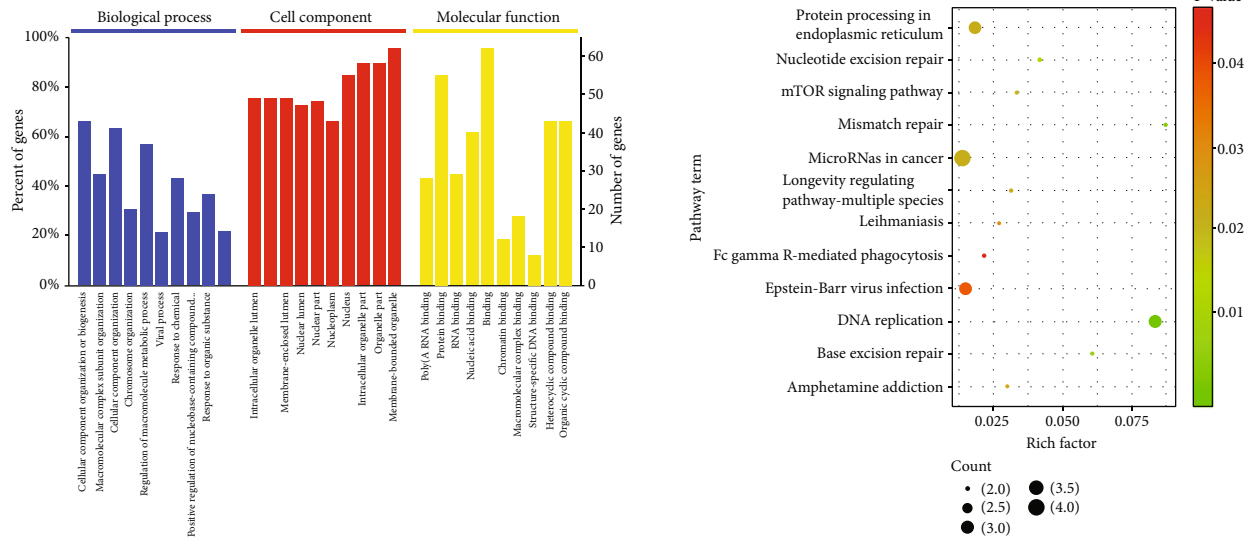 Biological process
Cell component
Molecular function
100%
80%
60%
40%
20%
0%
Percent of genes
60
50
40
30
20
10
0
Number of genes
Cellular component organization or biogenesis
Macromolecular complex subunit organization
Cellular component organization
Chromosome organization
Regulation of macromolecule metabolic process
Viral process
Response to chemical
Positive regulation of nucleobase-containing compound...
Response to organic substance
Intracellular organelle lutmen
Membrane-enclosed lutmen
Nuclear lumen
Nuclear part
Nucleoplasm
Nucleus
Intracellular organelle part
Organelle part
Membrane-bounded organelle
Poly(A RNA binding
Protein binding
RNA binding
Nucleic acid binding
Binding
Chromatin binding
Macromolecular complex binding
Structure-specific DNA binding
Heterocyclic compound binding
Organic cyclic compound binding
Pathway term
Protein processing in
endoplasmic reticulum
Nucleotide excision repair
mTOR signaling pathway
Mismatch repair
MicroRNAs in cancer
Longevity regulating
pathway-multiple species
Leihmaniasis
Fc gamma R-mediated phagocytosis
Epstein-Barr virus infection
DNA replication
Base excision repair
Amphetamine addiction
0.025
0.050
0.075
Rich factor
0.04
0.03
0.02
0.01
Count
(2.0)
(2.5)
(3.0)
(3.5)
(4.0)